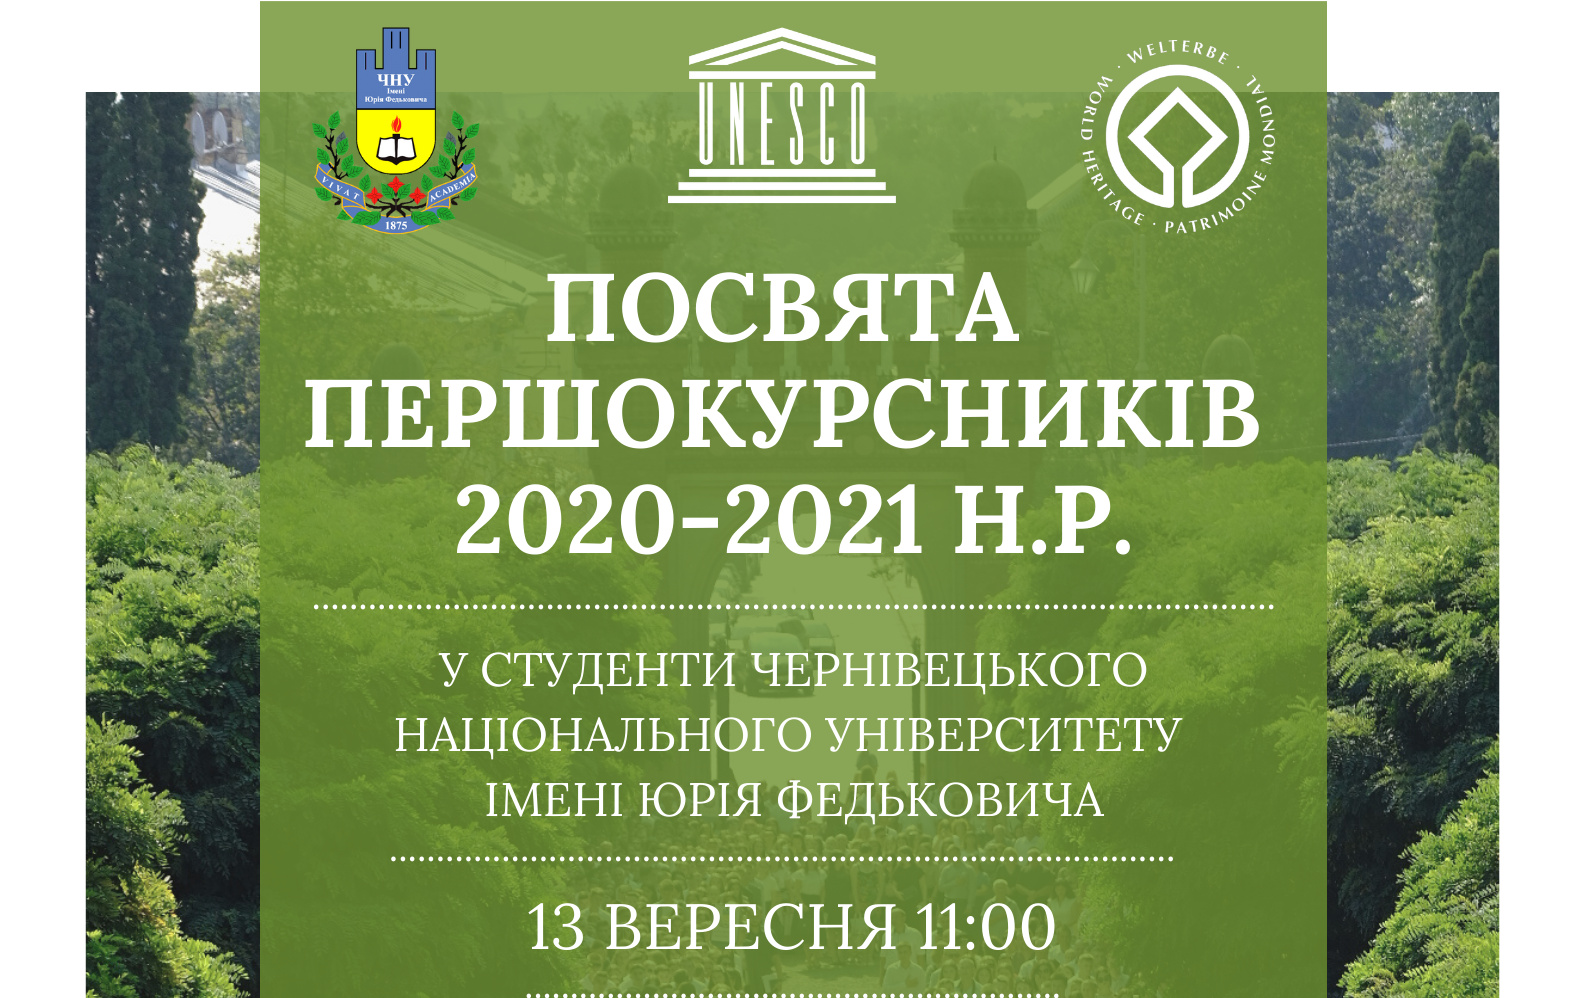 ЧНУ
Імені
Юрія Федьковича
VIVAT ACADEMIA
1875
UNESCO
WORLD HERITAGE · PATRIMOINE MONDIAL · WELTERBE ·
ПОСВЯТА
ПЕРШОКУРСНИКІВ
2020-2021 Н.Р.
У СТУДЕНТИ ЧЕРНІВЕЦЬКОГО
НАЦІОНАЛЬНОГО УНІВЕРСИТЕТУ
ІМЕНІ ЮРІЯ ФЕДЬКОВИЧА
13 ВЕРЕСНЯ 11:00